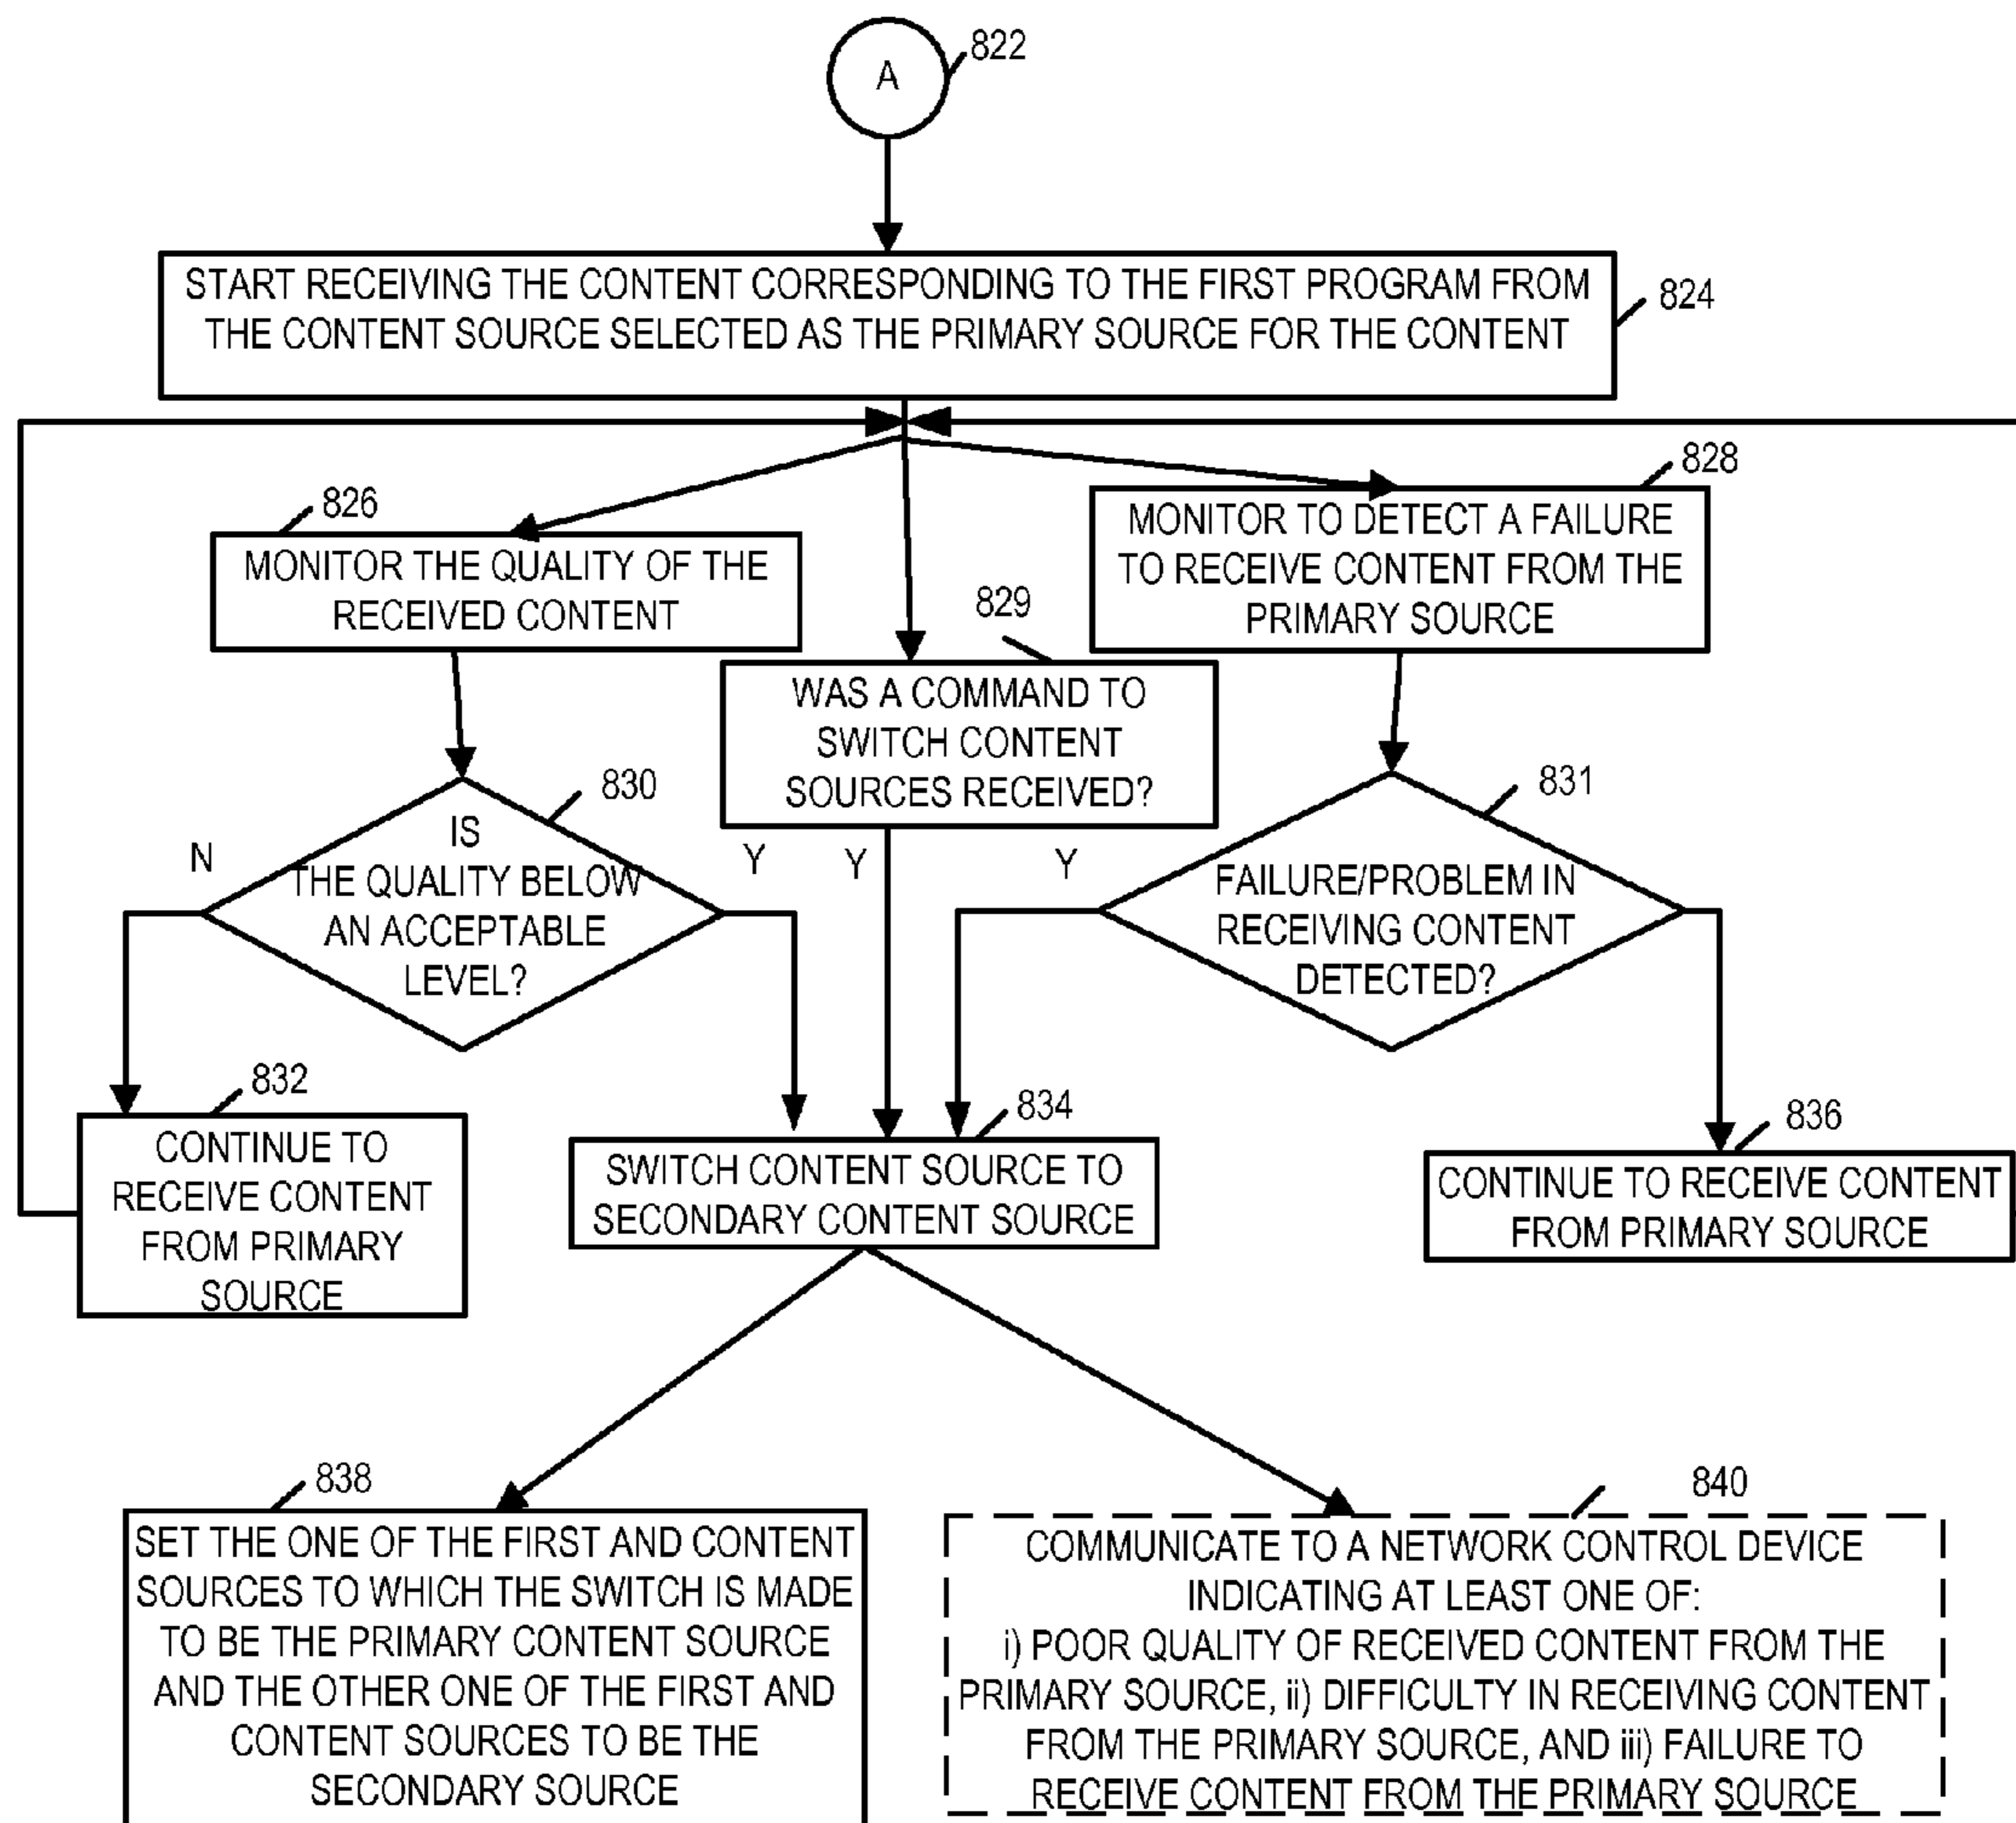 A
822
START RECEIVING THE CONTENT CORRESPONDING TO THE FIRST PROGRAM FROM
THE CONTENT SOURCE SELECTED AS THE PRIMARY SOURCE FOR THE CONTENT
824
826
MONITOR THE QUALITY OF THE
RECEIVED CONTENT
828
MONITOR TO DETECT A FAILURE
TO RECEIVE CONTENT FROM THE
PRIMARY SOURCE
829
WAS A COMMAND TO
SWITCH CONTENT
SOURCES RECEIVED?
830
IS
THE QUALITY BELOW
AN ACCEPTABLE
LEVEL?
N
Y
Y
Y
831
FAILURE/PROBLEM IN
RECEIVING CONTENT
DETECTED?
832
CONTINUE TO
RECEIVE CONTENT
FROM PRIMARY
SOURCE
834
SWITCH CONTENT SOURCE TO
SECONDARY CONTENT SOURCE
836
CONTINUE TO RECEIVE CONTENT
FROM PRIMARY SOURCE
838
SET THE ONE OF THE FIRST AND CONTENT
SOURCES TO WHICH THE SWITCH IS MADE
TO BE THE PRIMARY CONTENT SOURCE
AND THE OTHER ONE OF THE FIRST AND
CONTENT SOURCES TO BE THE
SECONDARY SOURCE
840
COMMUNICATE TO A NETWORK CONTROL DEVICE
INDICATING AT LEAST ONE OF:
i) POOR QUALITY OF RECEIVED CONTENT FROM THE
PRIMARY SOURCE, ii) DIFFICULTY IN RECEIVING CONTENT
FROM THE PRIMARY SOURCE, AND iii) FAILURE TO
RECEIVE CONTENT FROM THE PRIMARY SOURCE